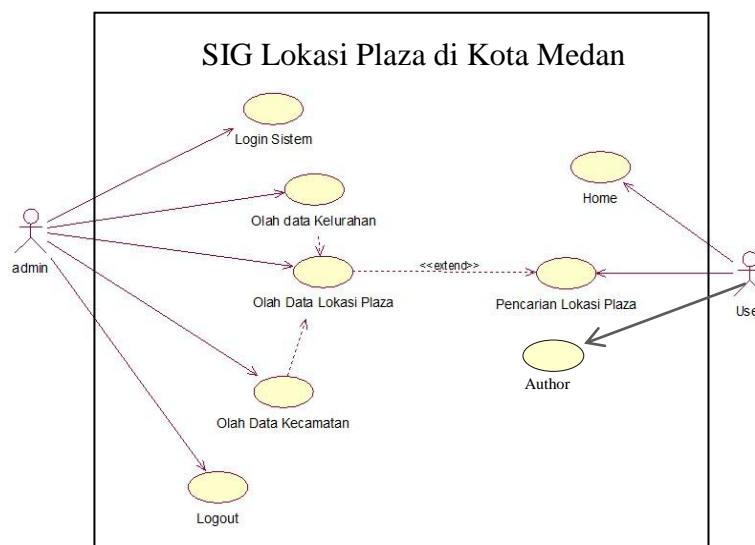 SIG Lokasi Plaza di Kota Medan
Login Sistem
Olah data Kelurahan
Home
admin
<<extend>>
Olah Data Lokasi Plaza
Pencarian Lokasi Plaza
Use
Author
Olah Data Kecamatan
Logout